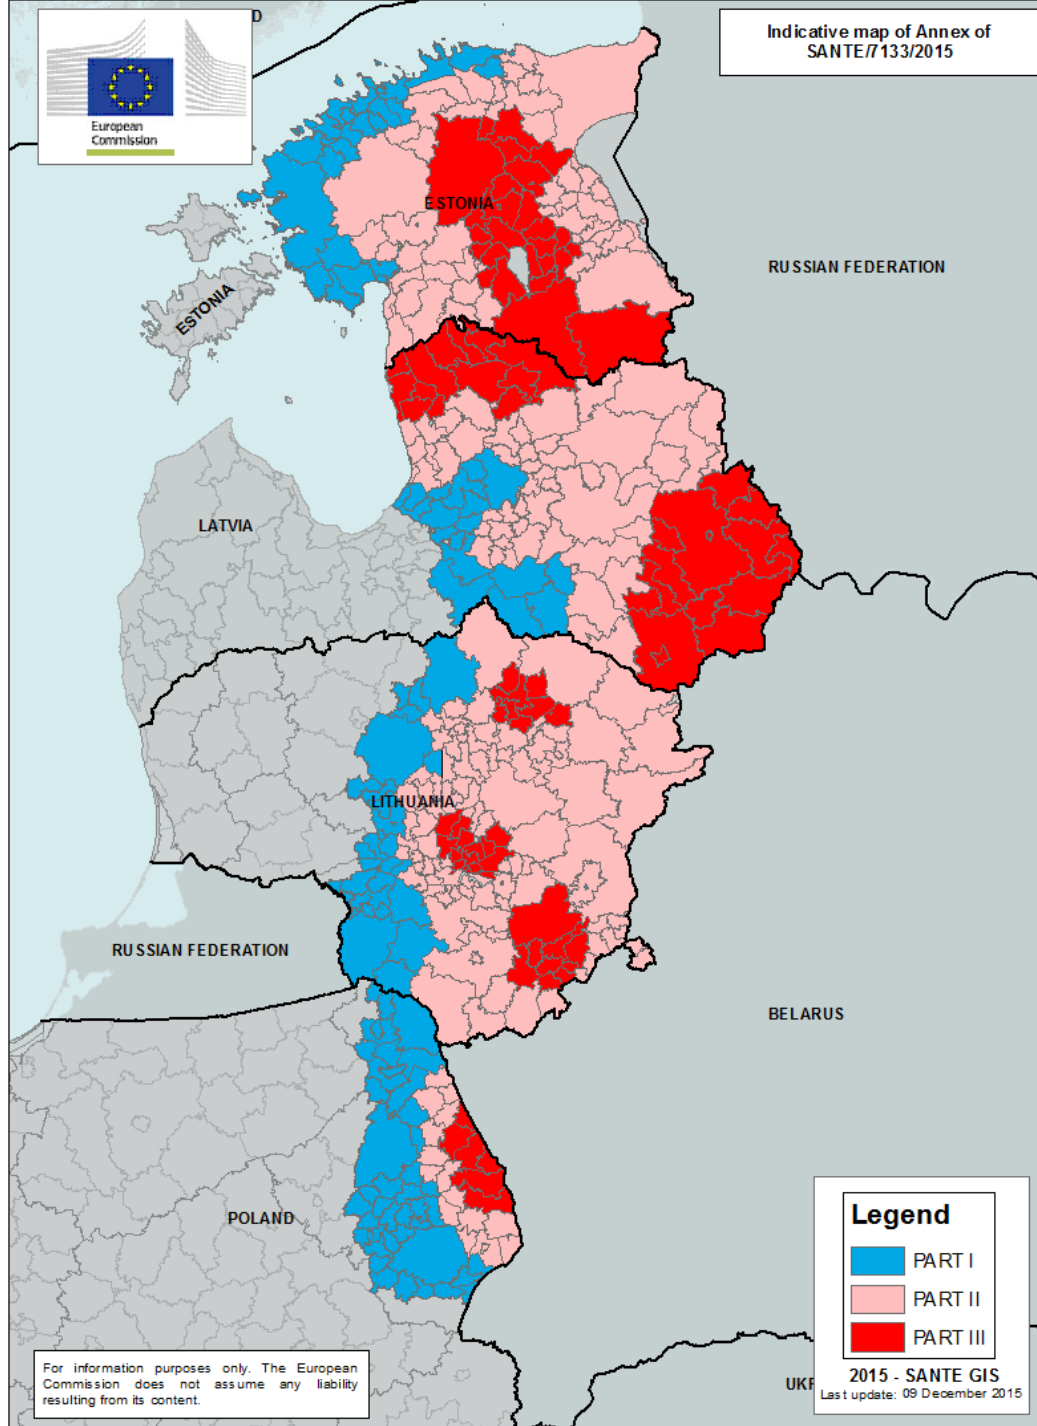 D
European
Commission
Indicative map of Annex of
SANTE/7133/2015
ESTONIA
RUSSIAN FEDERATION
ESTONIA
LATVIA
LITHUANIA
RUSSIAN FEDERATION
BELARUS
POLAND
Legend
PART I
PART II
PART III
2015 - SANTE GIS
Last update: 09 December 2015
UKF
For information purposes only. The European
Commission does not assume any liability
resulting from its content.